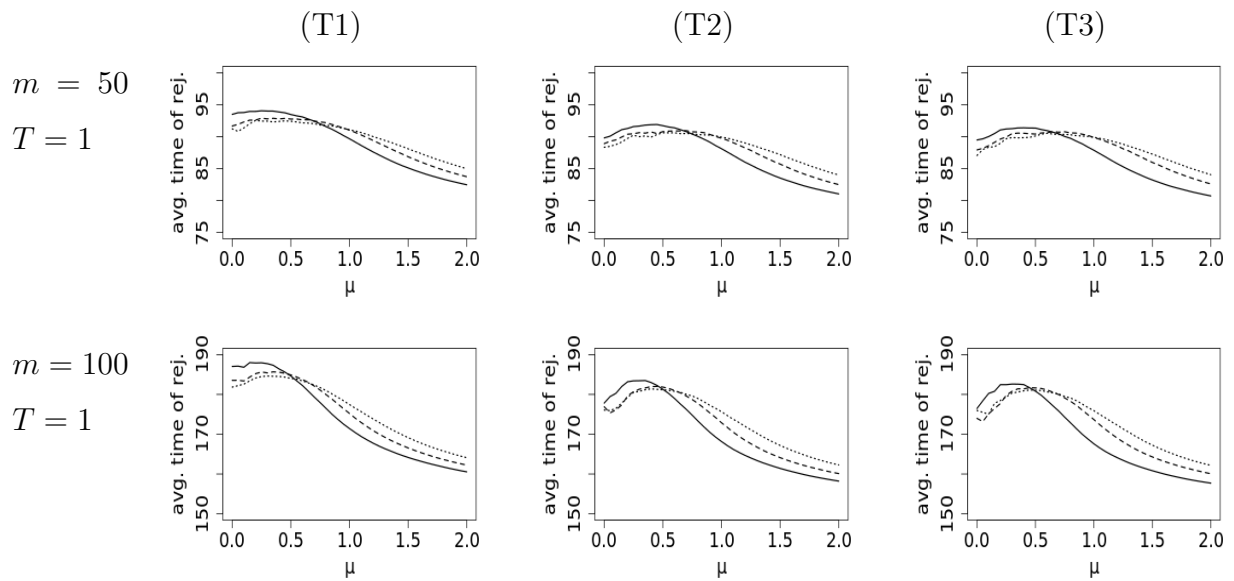 (T1) (T2) (T3)
m = 50
T = 1
avg. time of rej.
75 85 95
0.0 0.5 1.0 1.5 2.0
μ
avg. time of rej.
75 85 95
0.0 0.5 1.0 1.5 2.0
μ
avg. time of rej.
75 85 95
0.0 0.5 1.0 1.5 2.0
μ
m = 100
T = 1
avg. time of rej.
150 170 190
0.0 0.5 1.0 1.5 2.0
μ
avg. time of rej.
150 170 190
0.0 0.5 1.0 1.5 2.0
μ
avg. time of rej.
150 170 190
0.0 0.5 1.0 1.5 2.0
μ